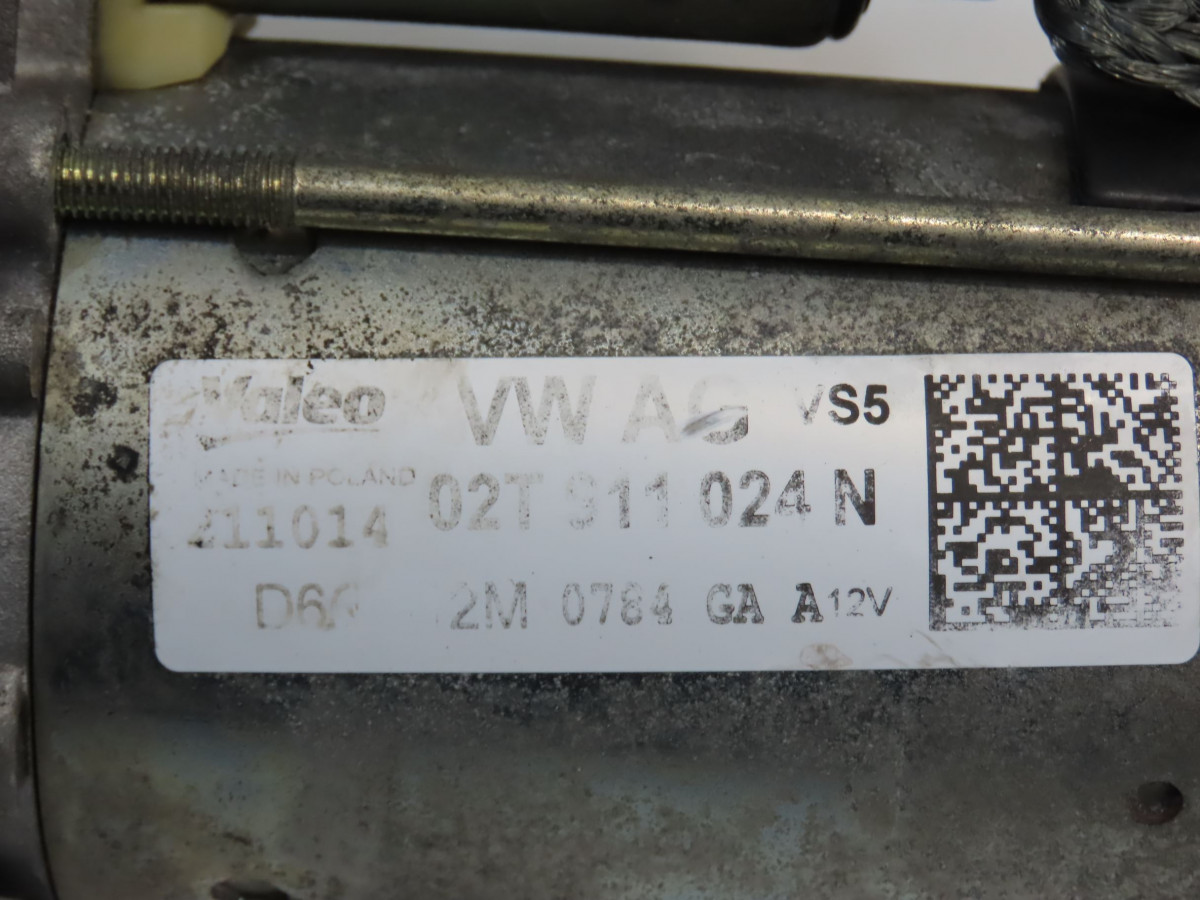 Valeo VW AG VS5
MADE IN POLAND 02T 911 024 N
211014
2M 0784 GA A 12V